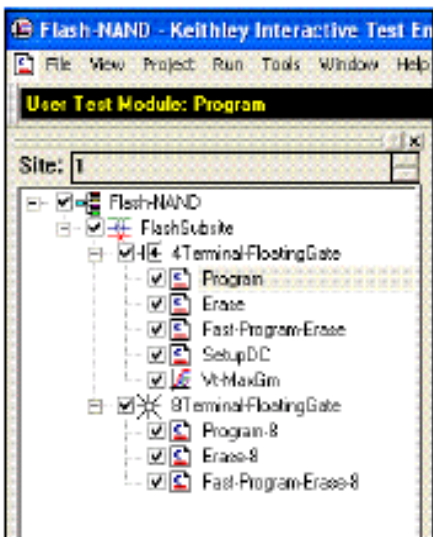 Flash-NAND - Keithley Interactive Test En
File View Project Run Tools Window Help
User Test Module: Program
Site: 1
Flash-NAND
FlashSubsite
4Terminal-FloatingGate
Program
Erase
Fast-Program-Erase
SetupDC
Vt-MaxGm
8Terminal-FloatingGate
Program-8
Erase-8
Fast-Program-Erase-8